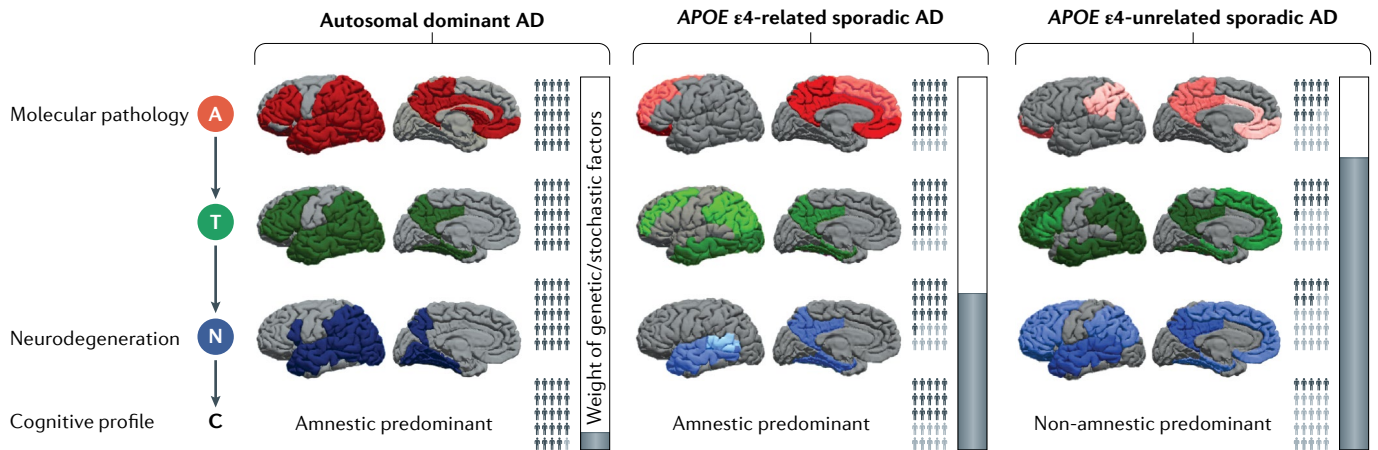 Autosomal dominant AD
APOE ε4-related sporadic AD
APOE ε4-unrelated sporadic AD
Molecular pathology
A
T
Neurodegeneration
N
Cognitive profile
C
Amnestic predominant
Amnestic predominant
Non-amnestic predominant
Weight of genetic/stochastic factors